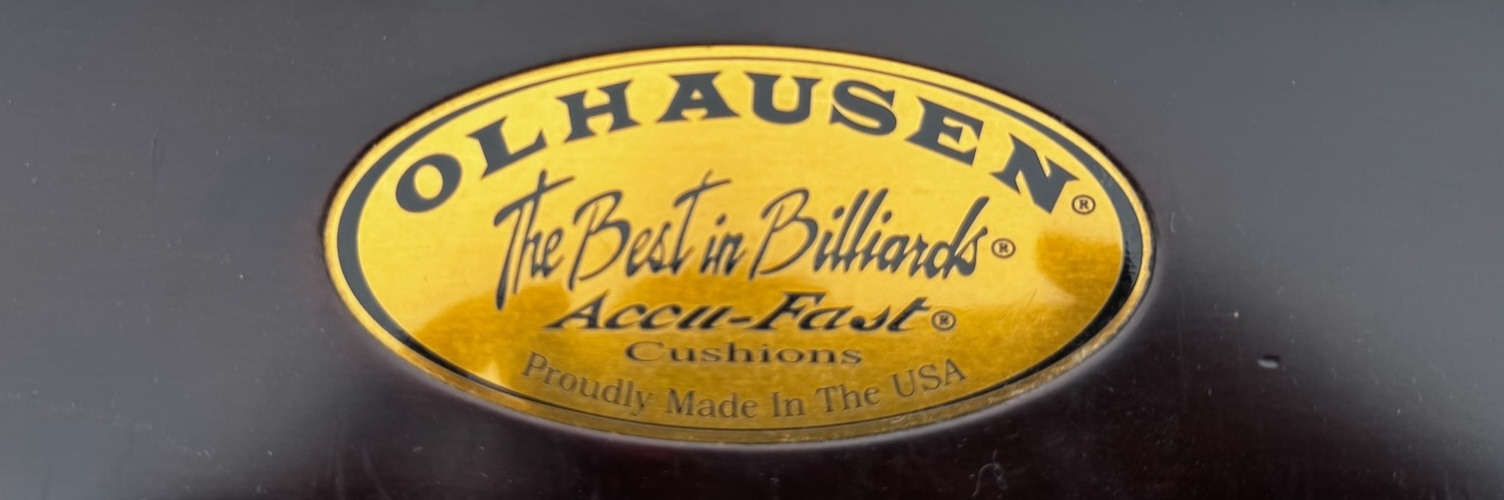 OLHAUSEN®
The Best in Billiards®
Accu-Fast®
Cushions
Proudly Made In The USA